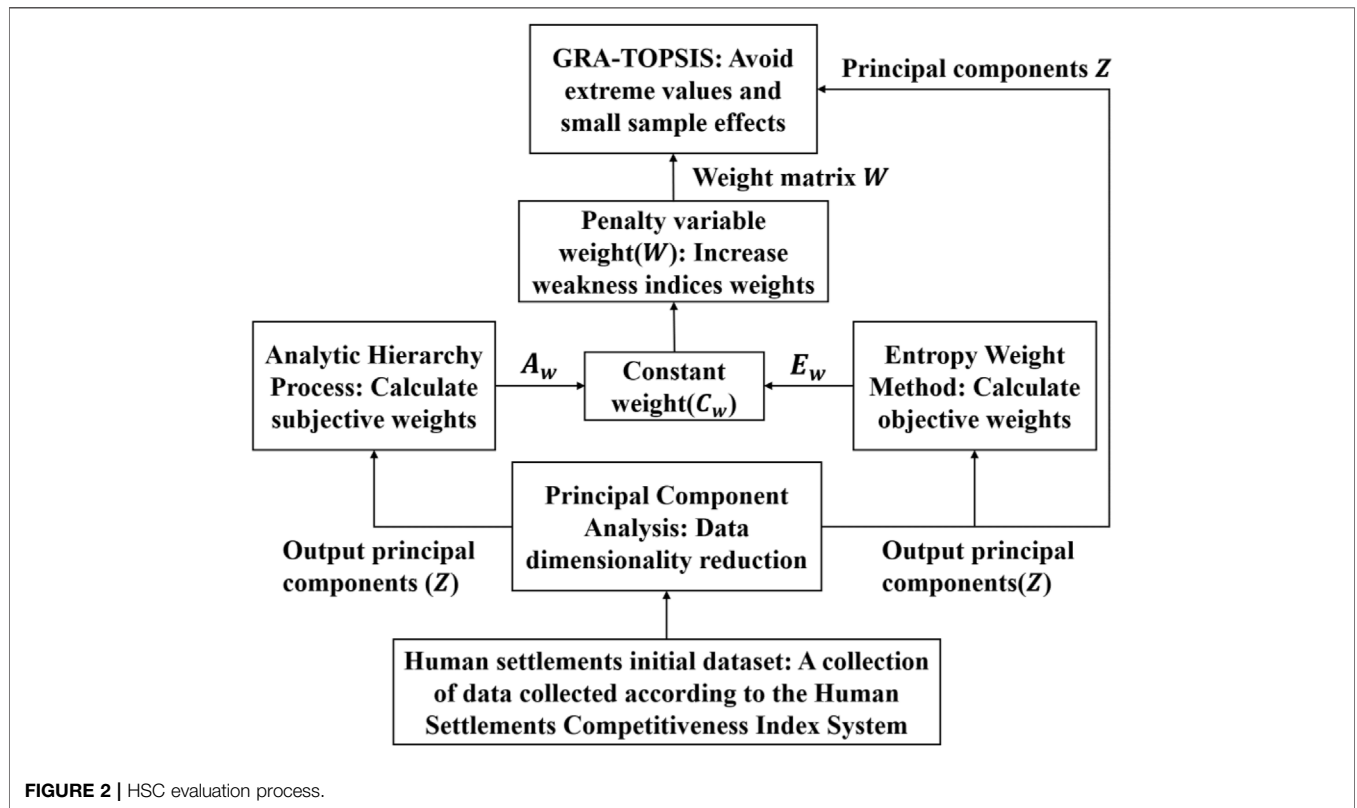 GRA-TOPSIS: Avoid
extreme values and
small sample effects
Principal components Z
Weight matrix W
Penalty variable
weight(W): Increase
weakness indices weights
Analytic Hierarchy
Process: Calculate
subjective weights
A_w
Constant
weight(C_w)
E_w
Entropy Weight
Method: Calculate
objective weights
Principal Component
Analysis: Data
dimensionality reduction
Output principal
components (Z)
Output principal
components(Z)
Human settlements initial dataset: A collection
of data collected according to the Human
Settlements Competitiveness Index System
FIGURE 2 | HSC evaluation process.